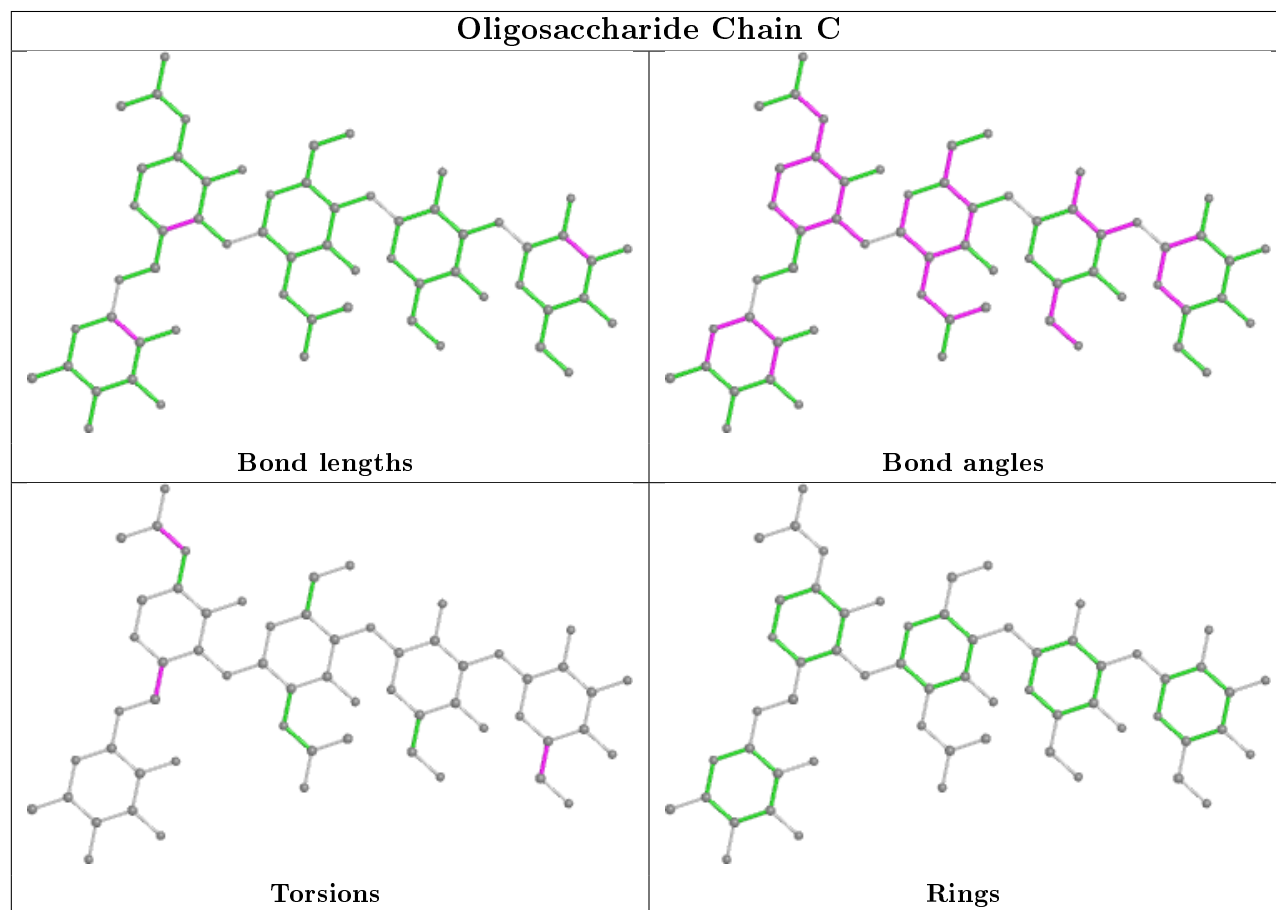 Oligosaccharide Chain C
Bond lengths
Bond angles
Torsions
Rings